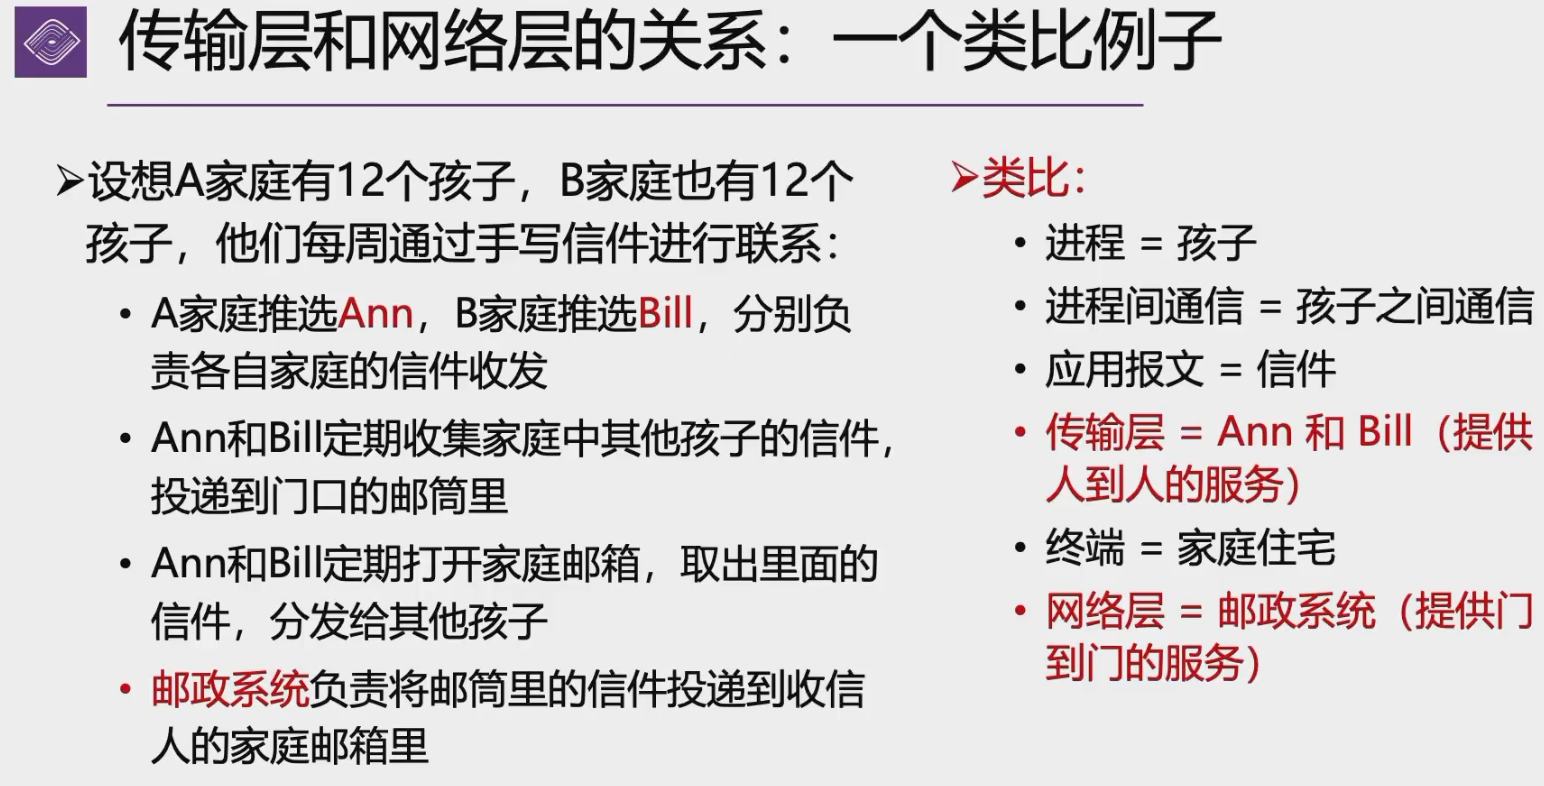 传输层和网络层的关系：一个类比例子
➢设想A家庭有12个孩子，B家庭也有12个
孩子，他们每周通过手写信件进行联系：
• A家庭推选Ann，B家庭推选Bill，分别负
责各自家庭的信件收发
• Ann和Bill定期收集家庭中其他孩子的信件，
投递到门口的邮筒里
• Ann和Bill定期打开家庭邮箱，取出里面的
信件，分发给其他孩子
• 邮政系统负责将邮筒里的信件投递到收信
人的家庭邮箱里
➢类比：
• 进程 = 孩子
• 进程间通信 = 孩子之间通信
• 应用报文 = 信件
• 传输层 = Ann 和 Bill（提供
人到人的服务）
• 终端 = 家庭住宅
• 网络层 = 邮政系统（提供门
到门的服务）